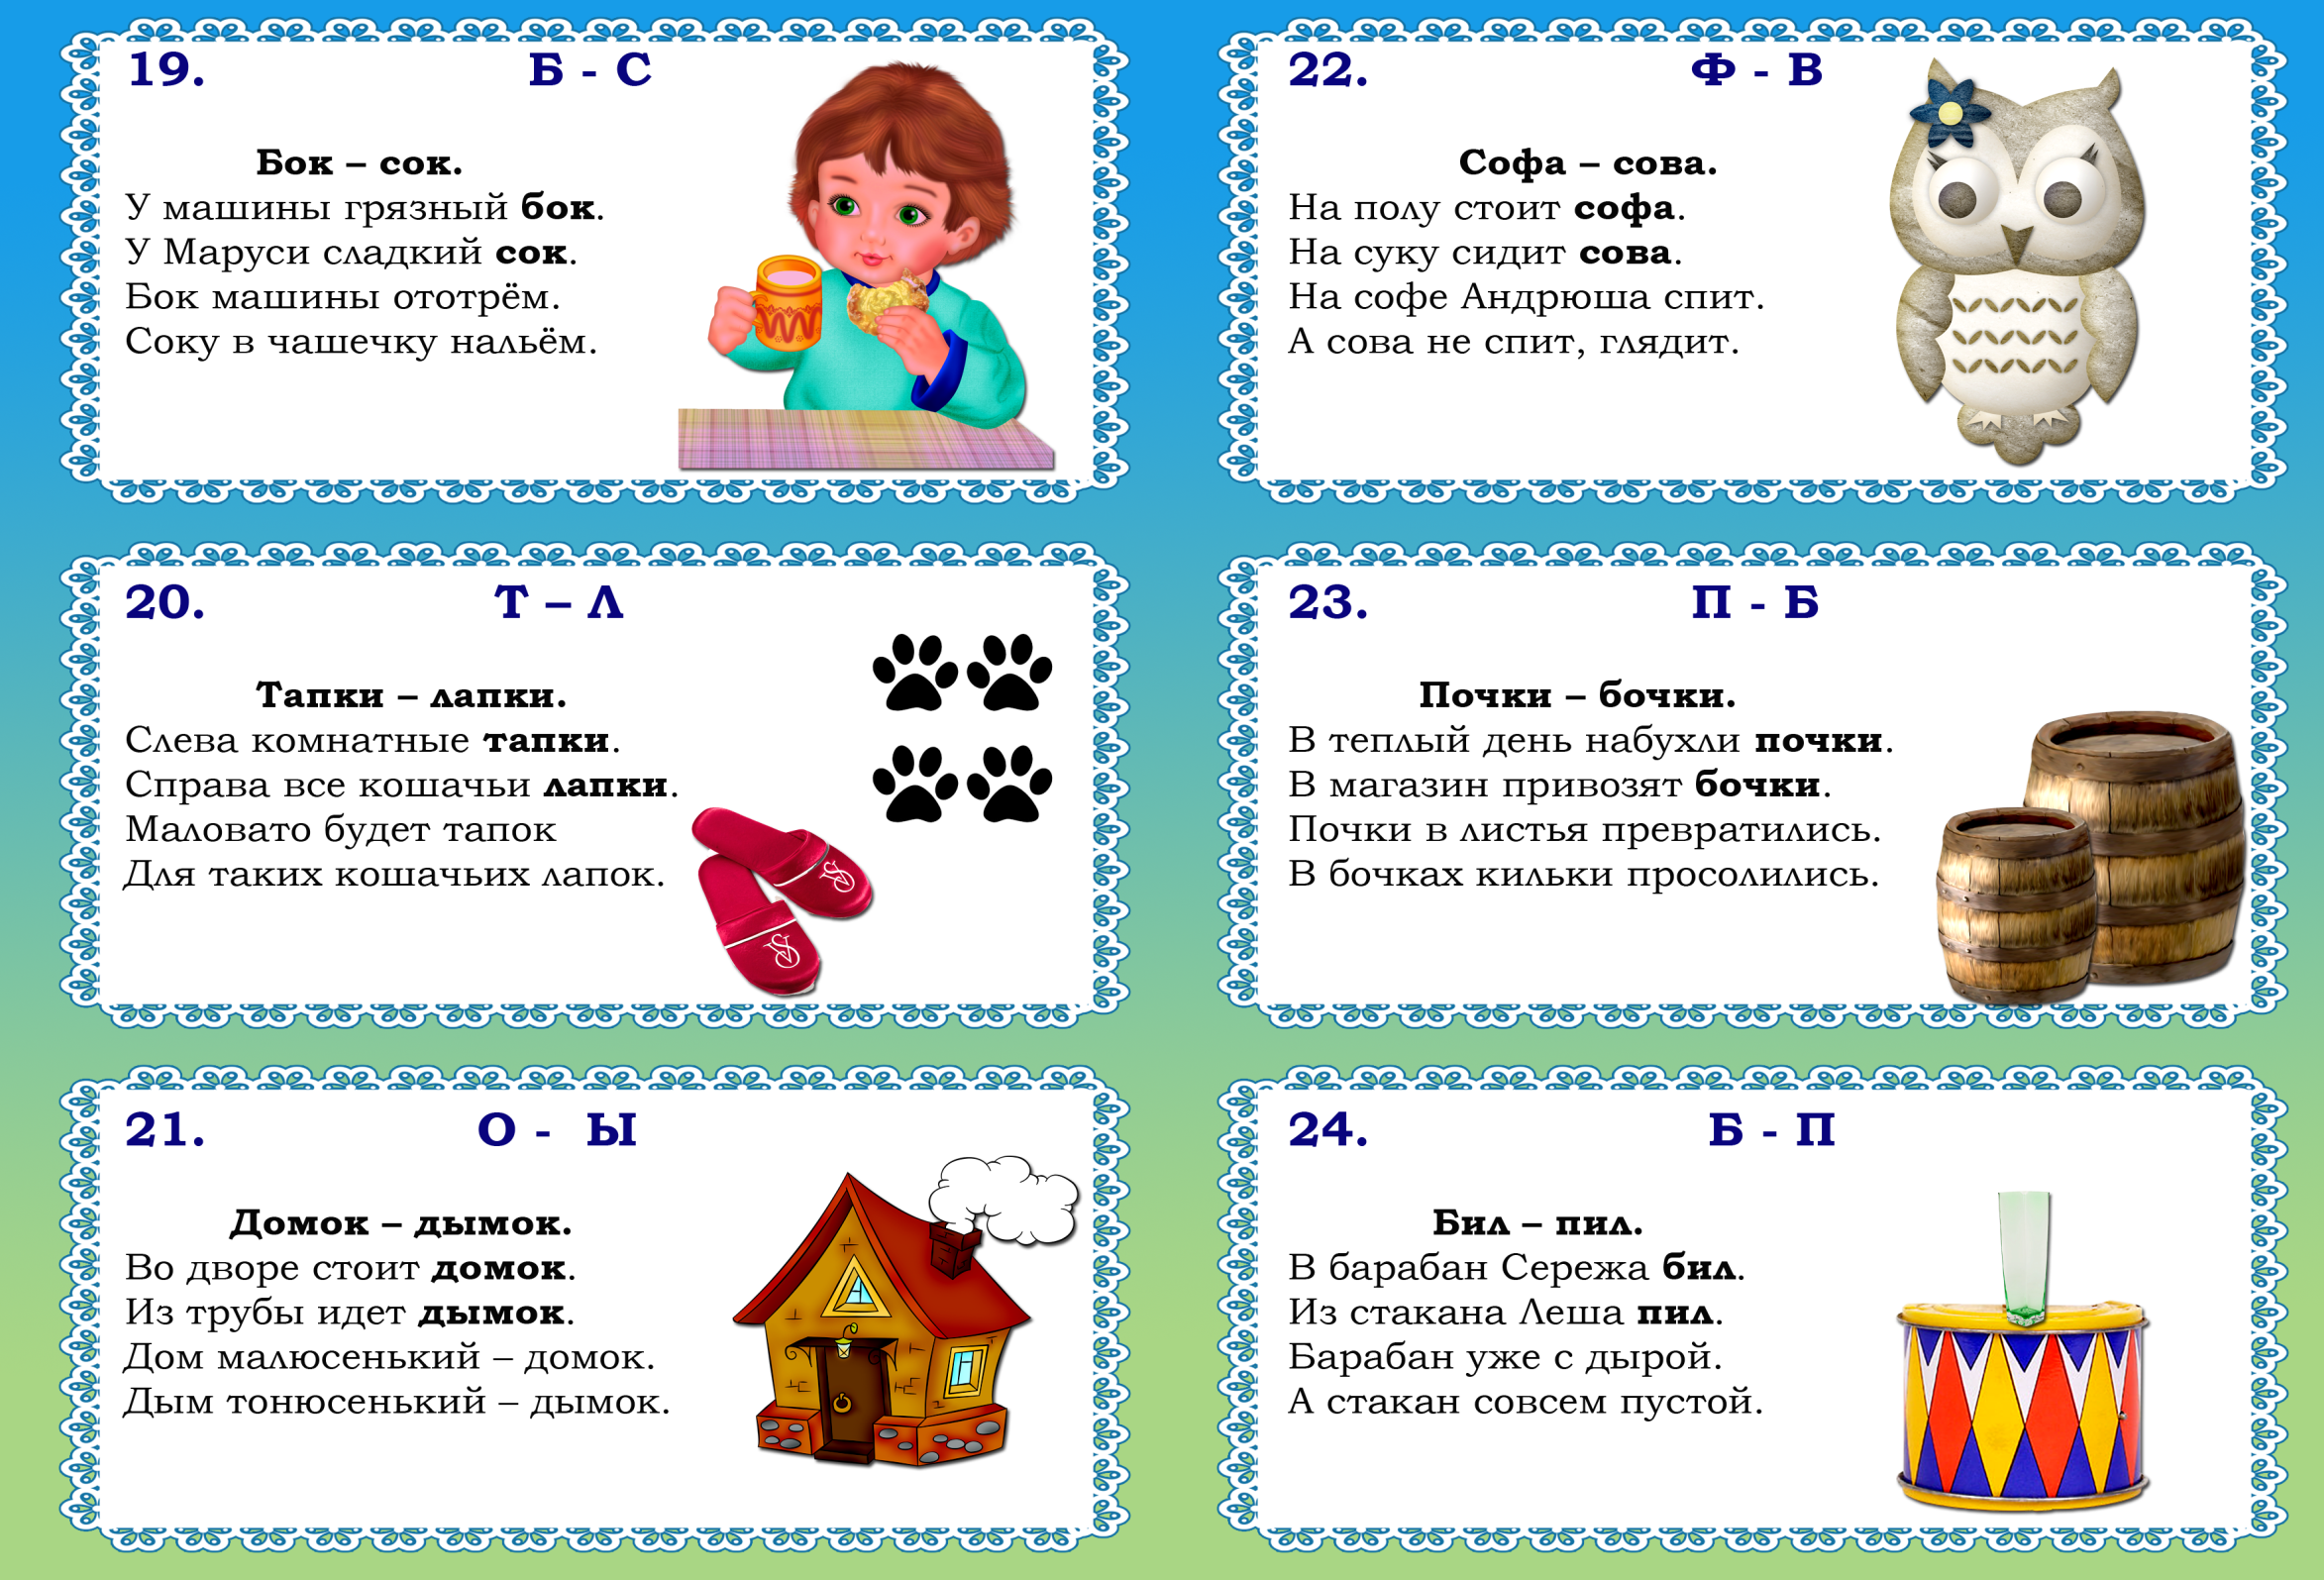 19. Б - С
Бок – сок.
У машины грязный бок.
У Маруси сладкий сок.
Бок машины ототрём.
Соку в чашечку нальём.
20. Т – Л
Тапки – лапки.
Слева комнатные тапки.
Справа все кошачьи лапки.
Маловато будет тапок
Для таких кошачьих лапок.
21. О - Ы
Домок – дымок.
Во дворе стоит домок.
Из трубы идет дымок.
Дом малюсенький – домок.
Дым тонюсенький – дымок.
22. Ф - В
Софа – сова.
На полу стоит софа.
На суку сидит сова.
На софе Андрюша спит.
А сова не спит, глядит.
23. П - Б
Почки – бочки.
В теплый день набухли почки.
В магазин привозят бочки.
Почки в листья превратились.
В бочках кильки просолились.
24. Б - П
Бил – пил.
В барабан Сережа бил.
Из стакана Леша пил.
Барабан уже с дырой.
А стакан совсем пустой.